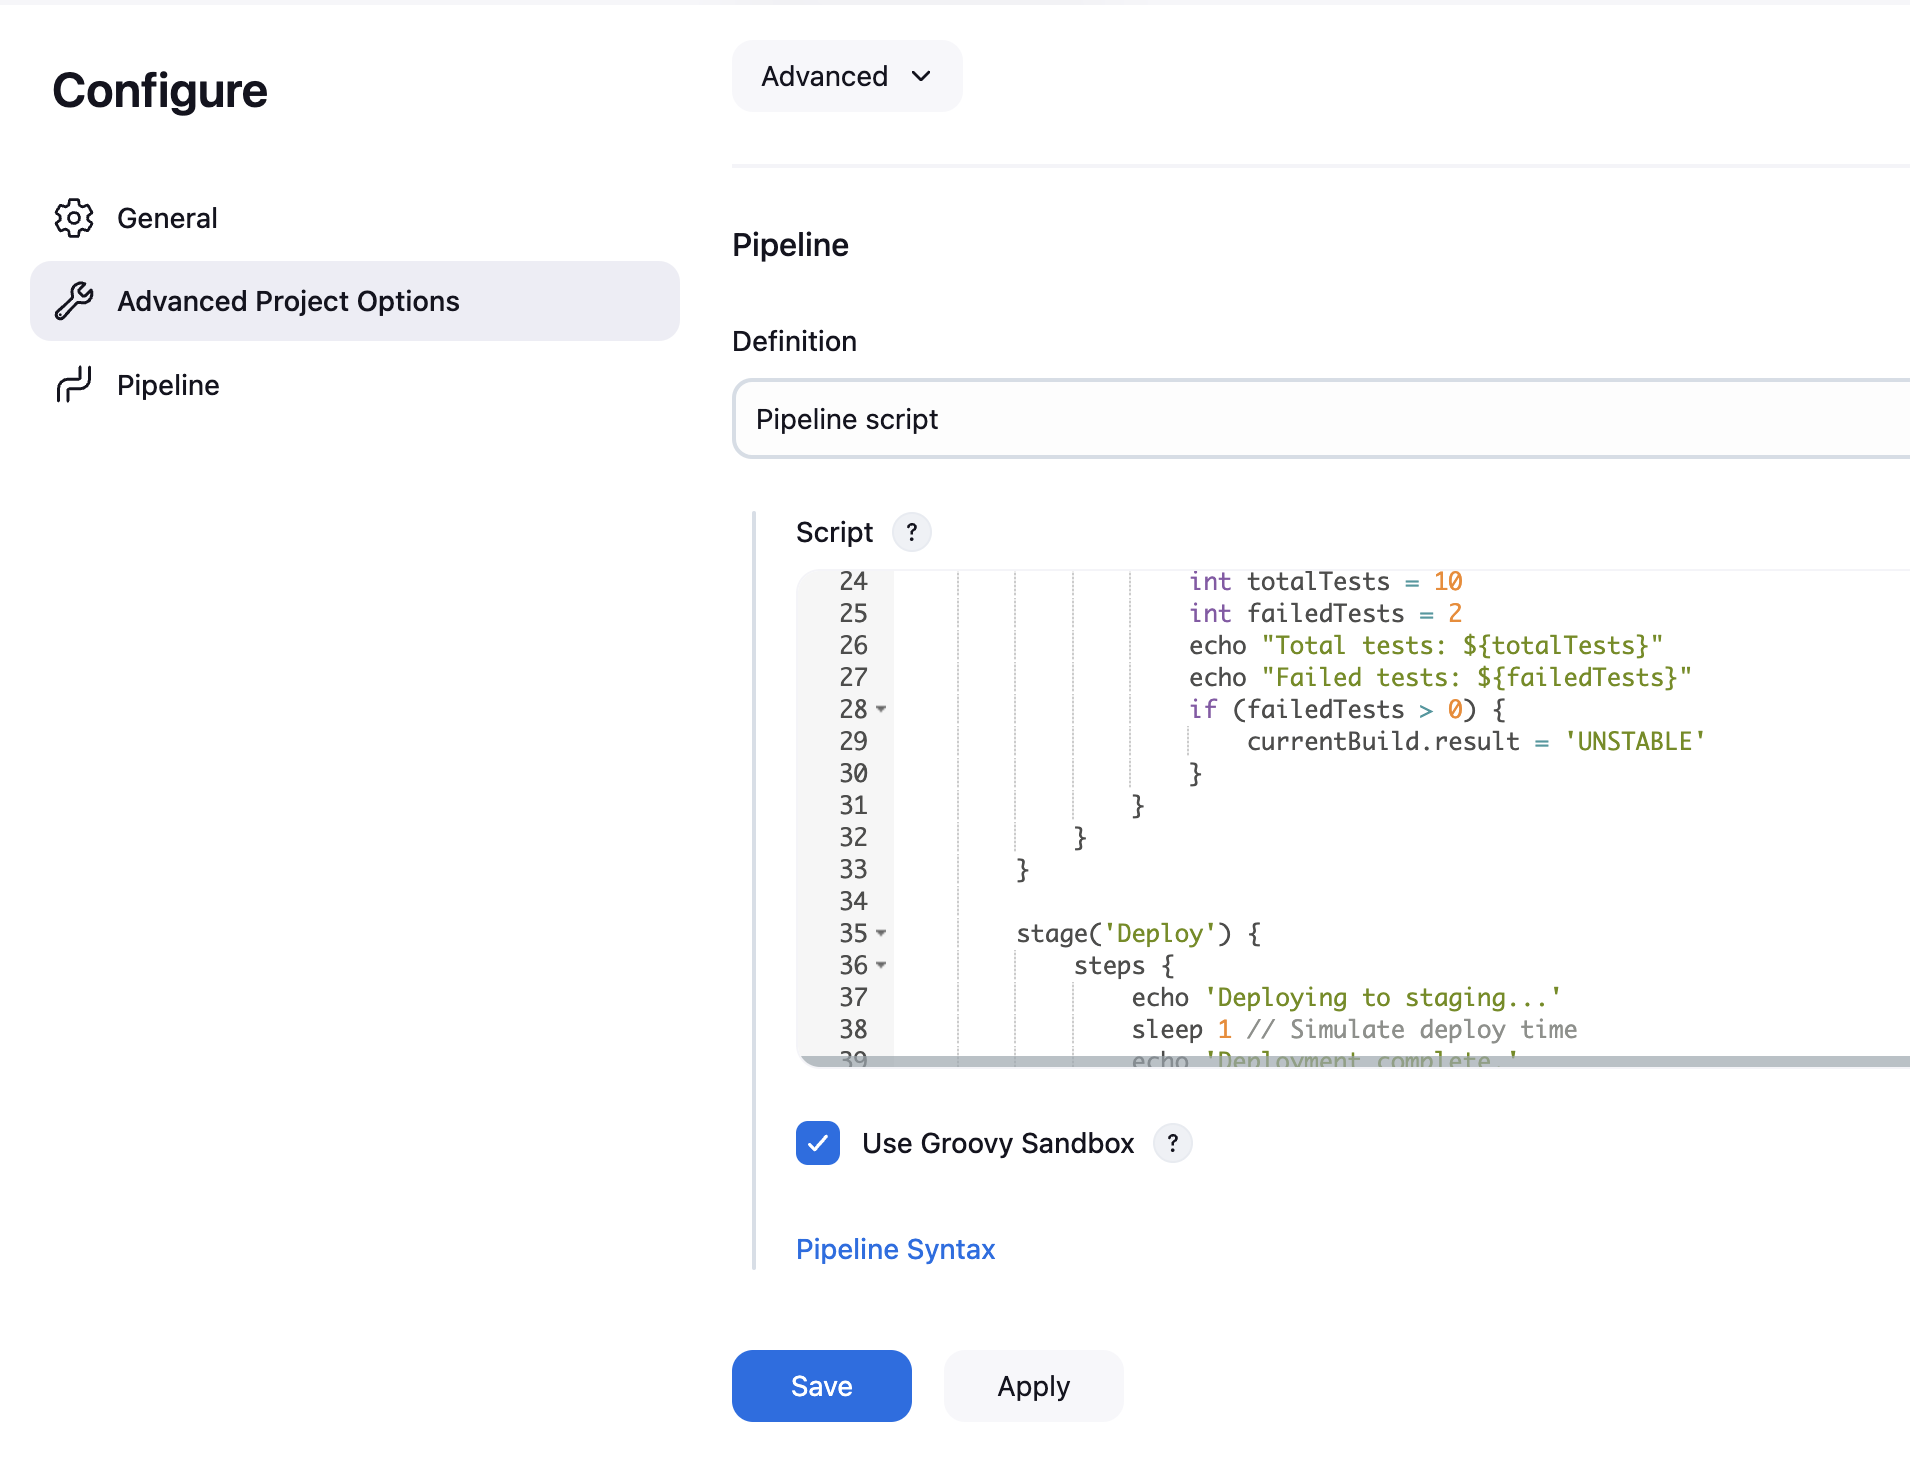 Configure
General
Advanced Project Options
Pipeline
Advanced
Pipeline
Definition
Pipeline script
Script ?
24 int totalTests = 10
25 int failedTests = 2
26 echo "Total tests: ${totalTests}"
27 echo "Failed tests: ${failedTests}"
28 if (failedTests > 0) {
29 currentBuild.result = 'UNSTABLE'
30 }
31 }
32 }
33 }
34
35 stage('Deploy') {
36 steps {
37 echo 'Deploying to staging...'
38 sleep 1 // Simulate deploy time
39 echo 'Deployment complete.'
Use Groovy Sandbox ?
Pipeline Syntax
Save Apply